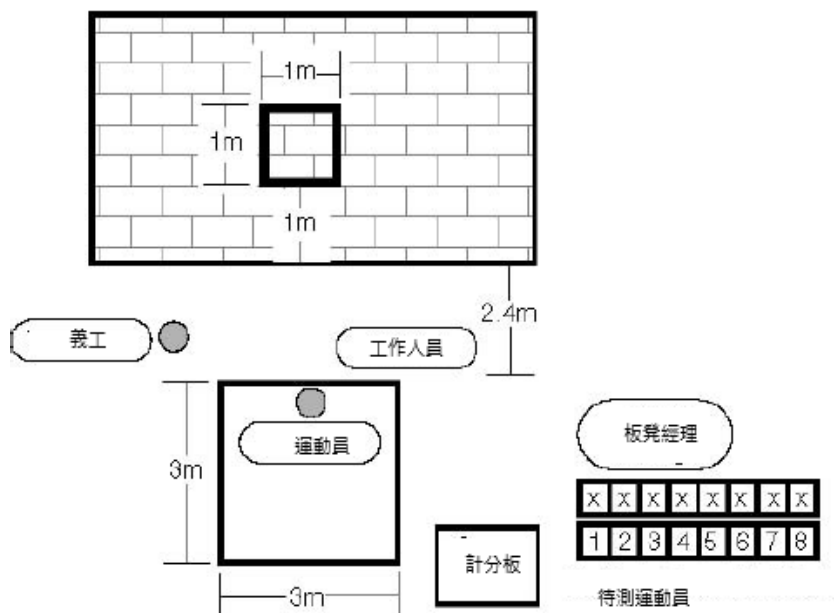 1m
1m
1m
2.4m
義工
工作人員
運動員
3m
3m
計分板
板凳經理
x x x x x x x x
1 2 3 4 5 6 7 8
待測運動員